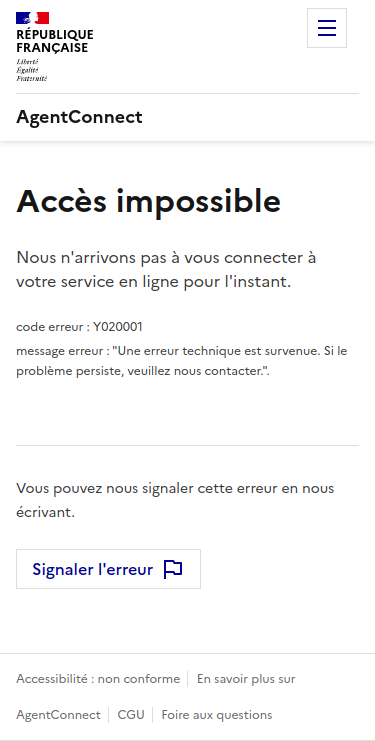 RÉPUBLIQUE
FRANÇAISE
Liberté
Égalité
Fraternité
AgentConnect
Accès impossible
Nous n'arrivons pas à vous connecter à
votre service en ligne pour l'instant.
code erreur : Y020001
message erreur : "Une erreur technique est survenue. Si le
problème persiste, veuillez nous contacter.".
Vous pouvez nous signaler cette erreur en nous
écrivant.
Signaler l'erreur
Accessibilité : non conforme En savoir plus sur
AgentConnect CGU Foire aux questions